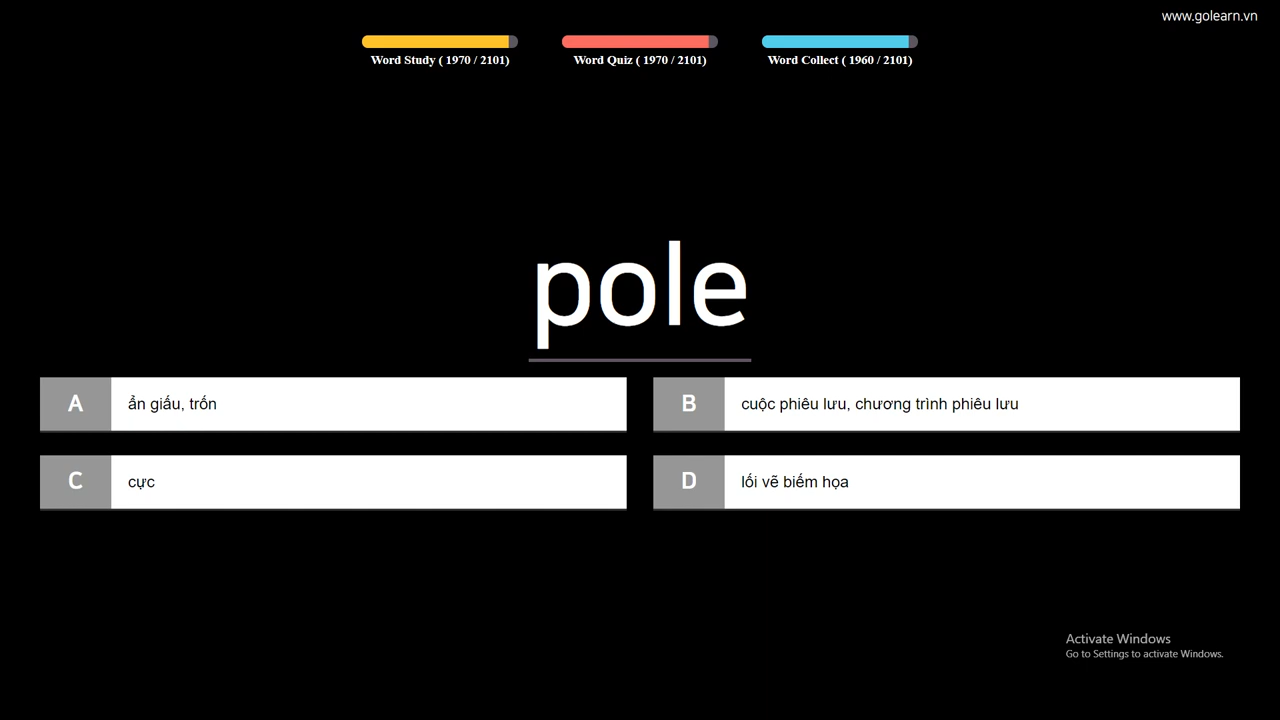 www.golearn.vn
Word Study ( 1970 / 2101)
Word Quiz ( 1970 / 2101)
Word Collect ( 1960 / 2101)
pole
A ẩn giấu, trốn
B cuộc phiêu lưu, chương trình phiêu lưu
C cực
D lối vẽ biếm họa
Activate Windows
Go to Settings to activate Windows.